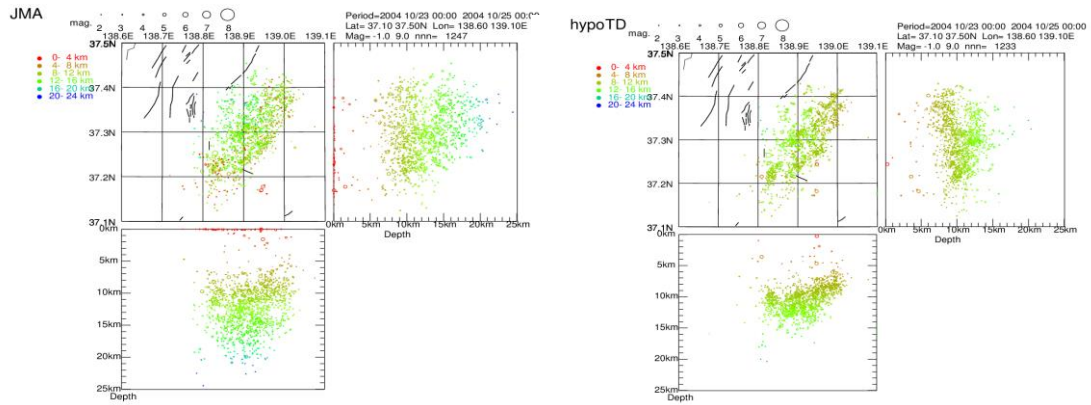 JMA
mag.
2 3 4 5 6 7 8
138.6E 138.7E 138.8E 138.9E 139.0E 139.1E
Period=2004 10/23 00:00 2004 10/25 00:00
Lat= 37.10 37.50N Lon= 138.60 139.10E
Mag= -1.0 9.0 nnn= 1247
37.5N
0- 4 km
4- 8 km
8- 12 km
12- 16 km
16- 20 km
20- 24 km
37.4N
37.3N
37.2N
37.1N
0km 5km 10km 15km 20km 25km
Depth
0km
5km
10km
15km
20km
25km
Depth
hypoTD
mag.
2 3 4 5 6 7 8
138.6E 138.7E 138.8E 138.9E 139.0E 139.1E
Period=2004 10/23 00:00 2004 10/25 00:00
Lat= 37.10 37.50N Lon= 138.60 139.10E
Mag= -1.0 9.0 nnn= 1233
37.5N
0- 4 km
4- 8 km
8- 12 km
12- 16 km
16- 20 km
20- 24 km
37.4N
37.3N
37.2N
37.1N
0km 5km 10km 15km 20km 25km
Depth
0km
5km
10km
15km
20km
25km
Depth